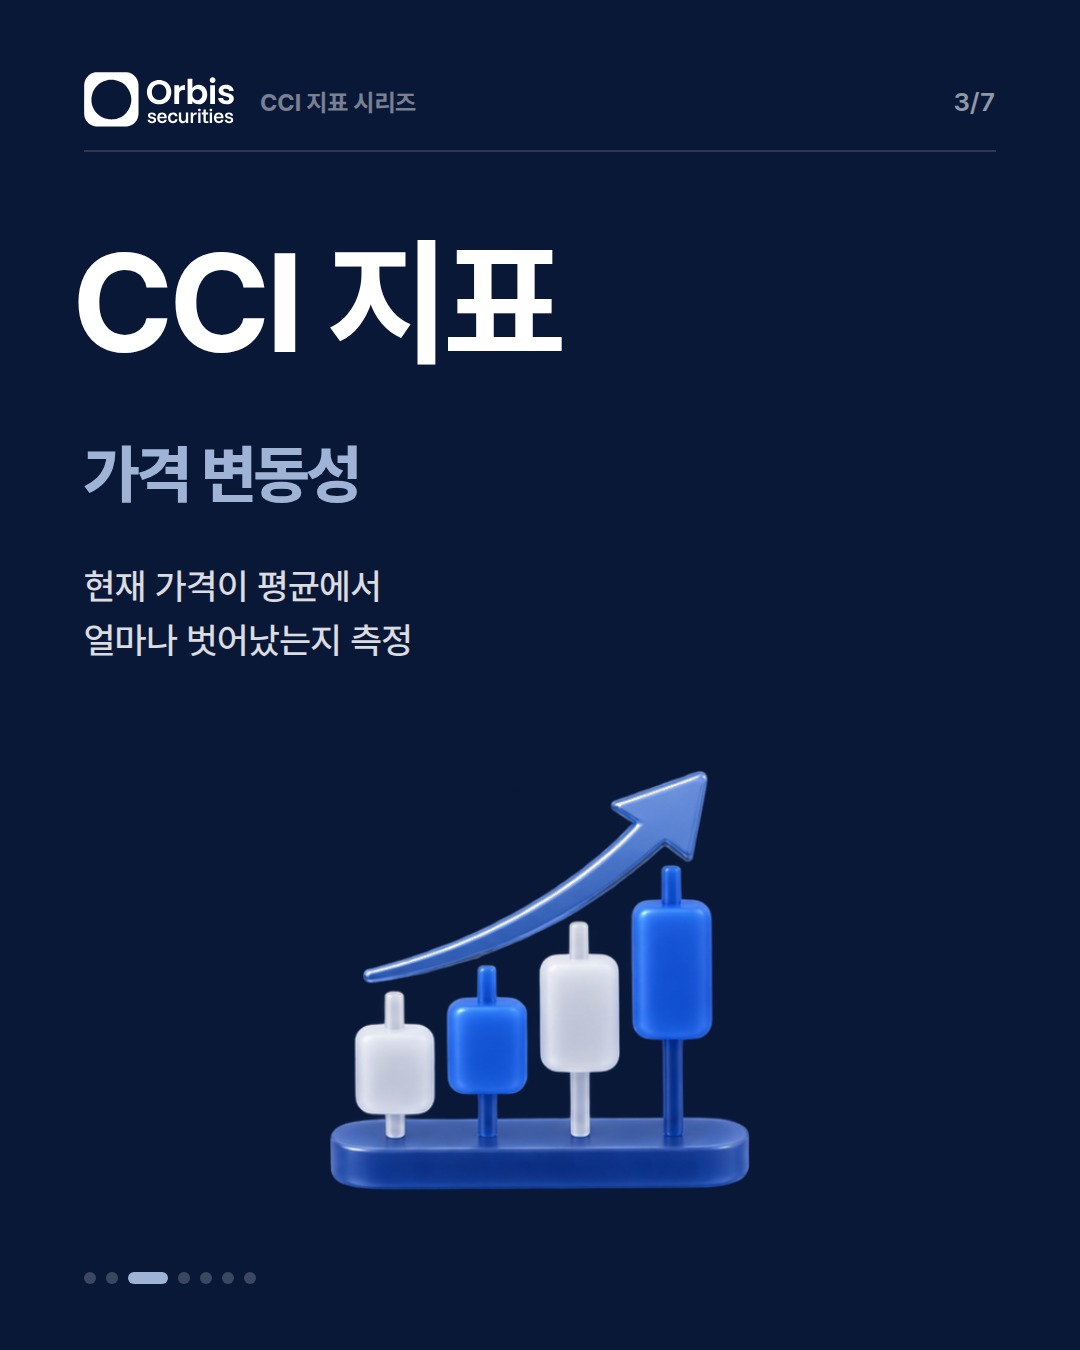 Orbis
securities
CCI 지표 시리즈
3/7
CCI 지표
가격 변동성
현재 가격이 평균에서
얼마나 벗어났는지 측정